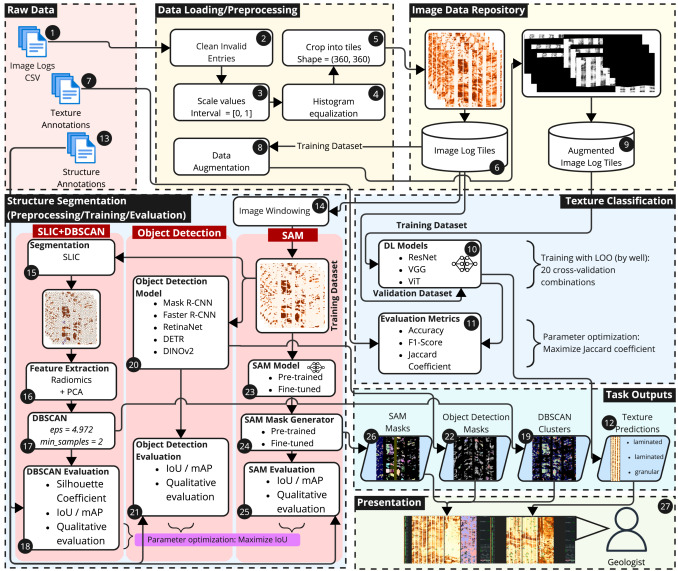 Raw Data
1
Image Logs
CSV
7
Texture
Annotations
13
Structure
Annotations
Data Loading/Preprocessing
2
Clean Invalid
Entries
5
Crop into tiles
Shape = (360, 360)
3
Scale values
Interval = [0, 1]
4
Histogram
equalization
8
Data
Augmentation
Training Dataset
Image Data Repository
Image Log Tiles
6
9
Augmented
Image Log Tiles
Structure Segmentation
(Preprocessing/Training/Evaluation)
Image Windowing
14
SLIC+DBSCAN
Segmentation
SLIC
15
Feature Extraction
Radiomics
+ PCA
16
DBSCAN
eps = 4.972
min_samples = 2
17
DBSCAN Evaluation
• Silhouette
Coefficient
• IoU / mAP
• Qualitative
evaluation
18
Object Detection
Object Detection
Model
• Mask R-CNN
• Faster R-CNN
• RetinaNet
• DETR
• DINOv2
20
Object Detection
Evaluation
• IoU / mAP
• Qualitative
evaluation
21
SAM
Training Dataset
SAM Model
• Pre-trained
• Fine-tuned
23
SAM Mask Generator
• Pre-trained
• Fine-tuned
24
SAM Evaluation
• IoU / mAP
• Qualitative
evaluation
25
Parameter optimization: Maximize IoU
Texture Classification
Training Dataset
DL Models
• ResNet
• VGG
• ViT
10
Validation Dataset
Training with LOO (by well):
20 cross-validation
combinations
Evaluation Metrics
• Accuracy
• F1-Score
• Jaccard
Coefficient
11
Parameter optimization:
Maximize Jaccard coefficient
Task Outputs
SAM
Masks
26
Object Detection
Masks
22
DBSCAN
Clusters
19
Texture
Predictions
12
• laminated
• laminated
• granular
Presentation
27
Geologist